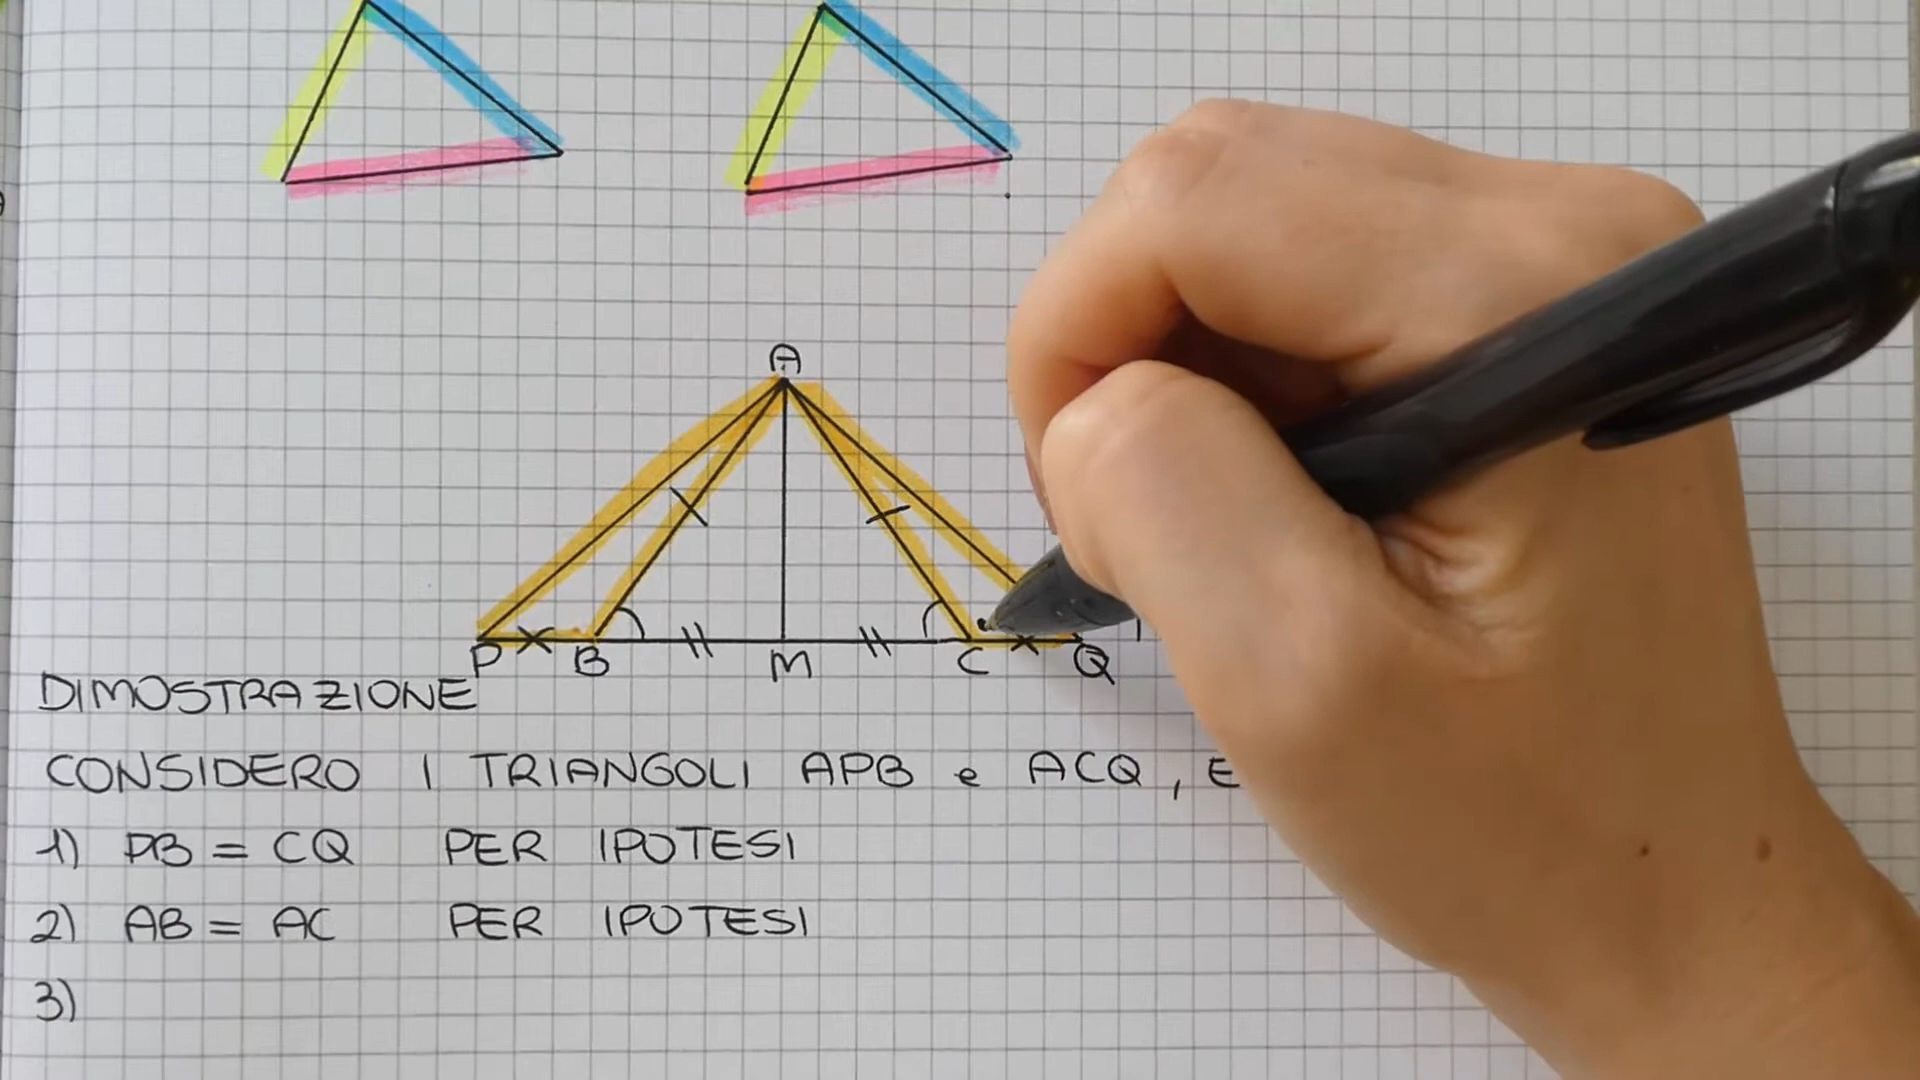 A
P B M C Q
DIMOSTRAZIONE
CONSIDERO I TRIANGOLI APB e ACQ, E
1) PB = CQ PER IPOTESI
2) AB = AC PER IPOTESI
3)